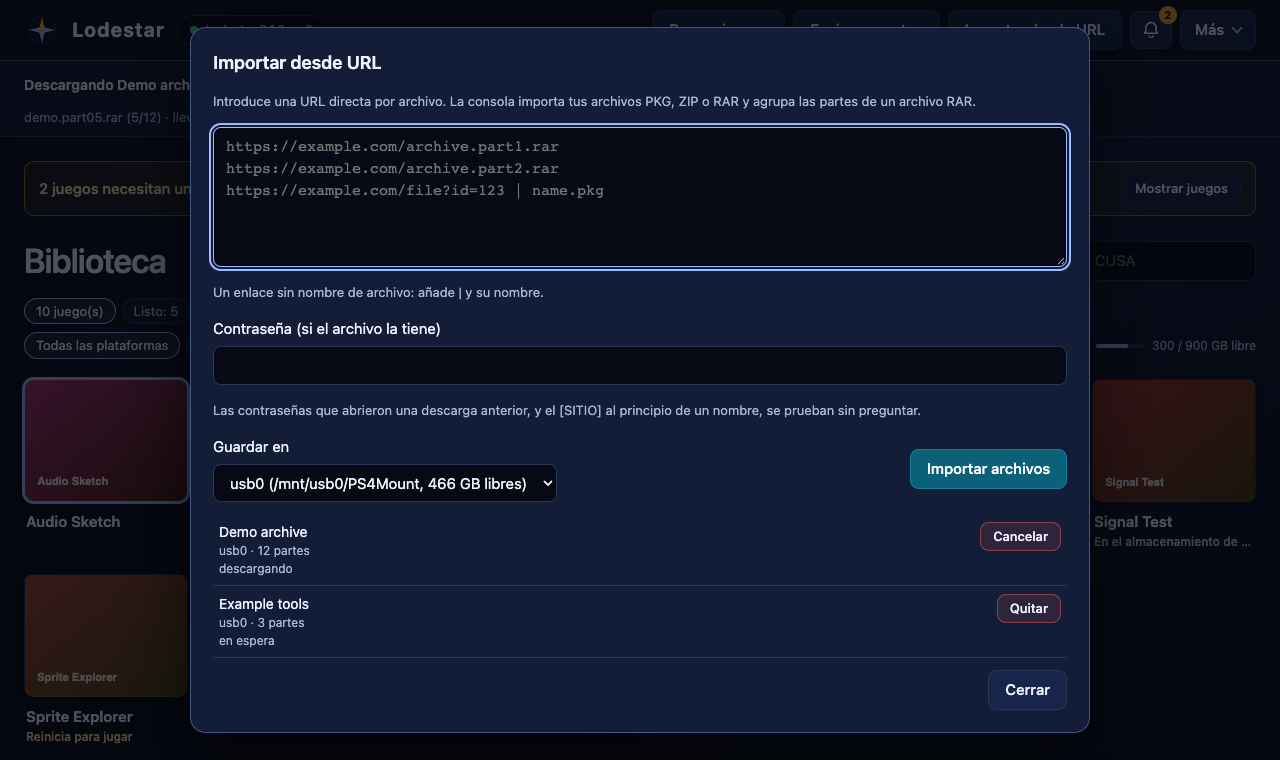 Lodestar
URL
2
Más
Descargando Demo arch
demo.part05.rar (5/12) · llev
2 juegos necesitan un
Mostrar juegos
Biblioteca
CUSA
10 juego(s)
Listo: 5
Todas las plataformas
300 / 900 GB libre
Importar desde URL
Introduce una URL directa por archivo. La consola importa tus archivos PKG, ZIP o RAR y agrupa las partes de un archivo RAR.
https://example.com/archive.part1.rar
https://example.com/archive.part2.rar
https://example.com/file?id=123 | name.pkg
Un enlace sin nombre de archivo: añade | y su nombre.
Contraseña (si el archivo la tiene)
Las contraseñas que abrieron una descarga anterior, y el [SITIO] al principio de un nombre, se prueban sin preguntar.
Guardar en
usb0 (/mnt/usb0/PS4Mount, 466 GB libres)
Importar archivos
Demo archive
usb0 · 12 partes
descargando
Cancelar
Example tools
usb0 · 3 partes
en espera
Quitar
Cerrar
Audio Sketch
Audio Sketch
Signal Test
Signal Test
En el almacenamiento de ...
Sprite Explorer
Sprite Explorer
Reinicia para jugar